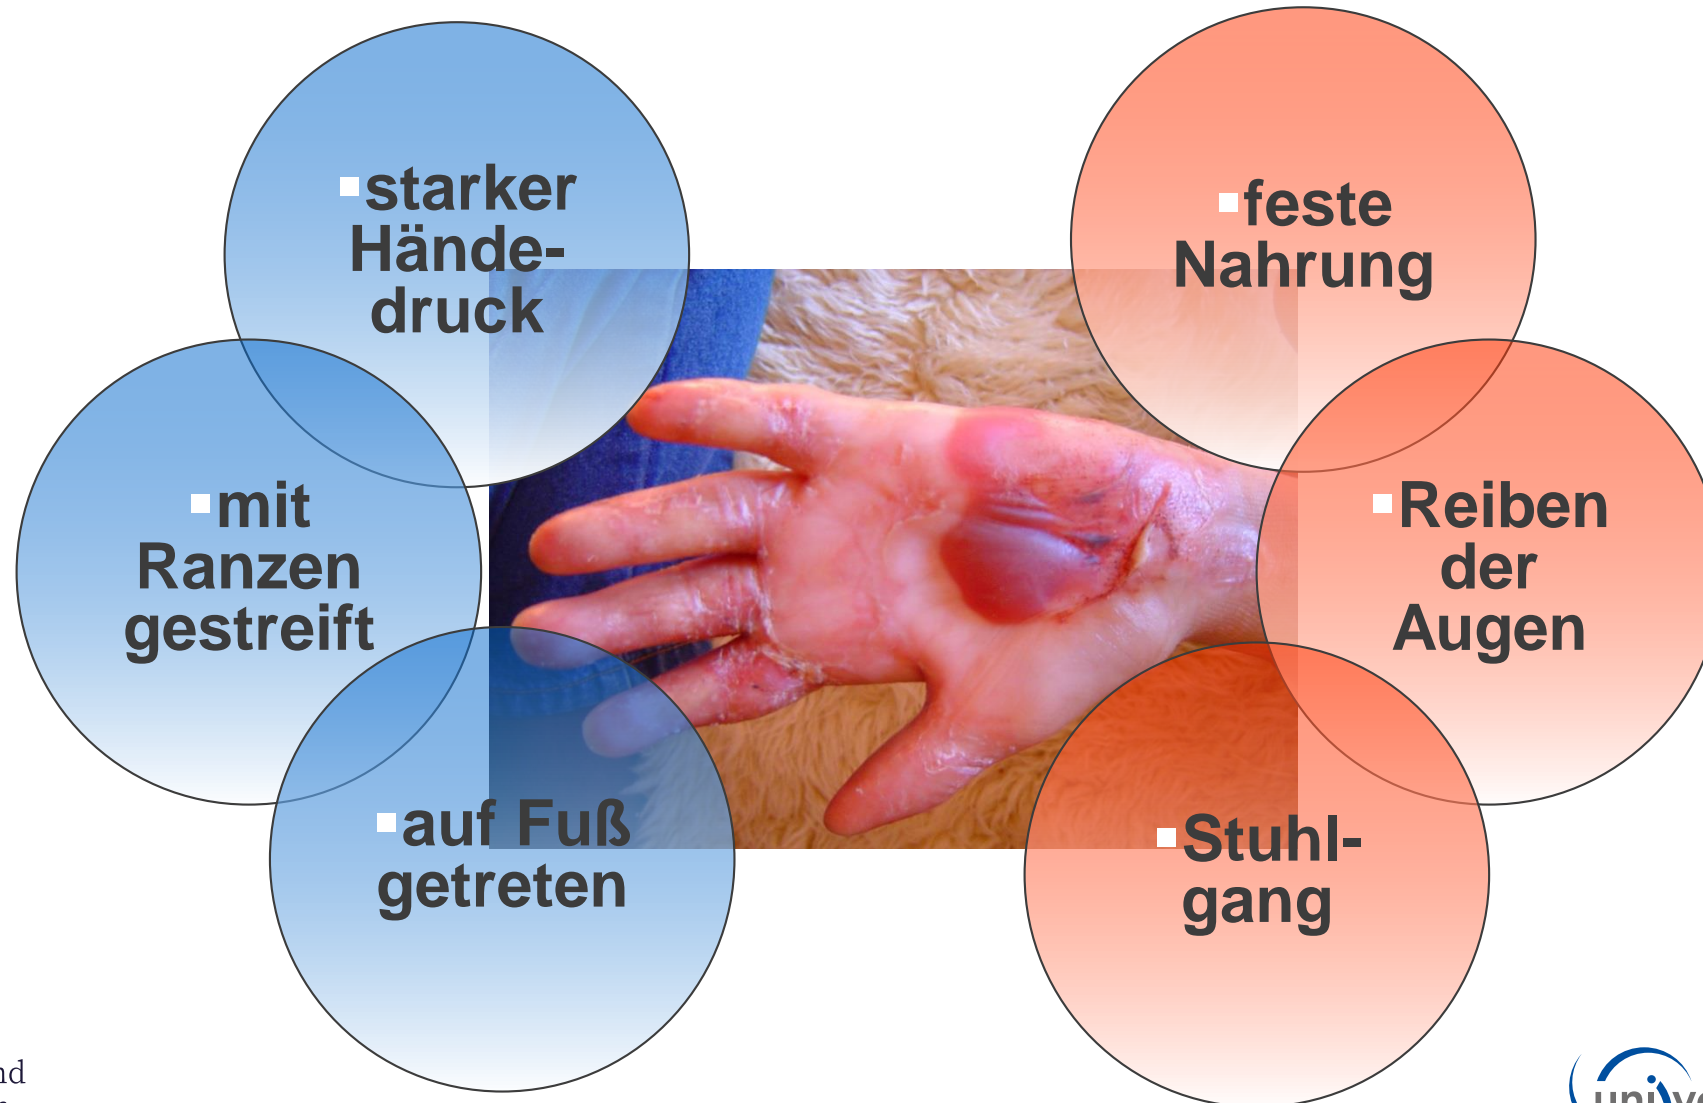 starker
Hände-
druck
mit
Ranzen
gestreift
auf Fuß
getreten
feste
Nahrung
Reiben
der
Augen
Stuhl-
gang